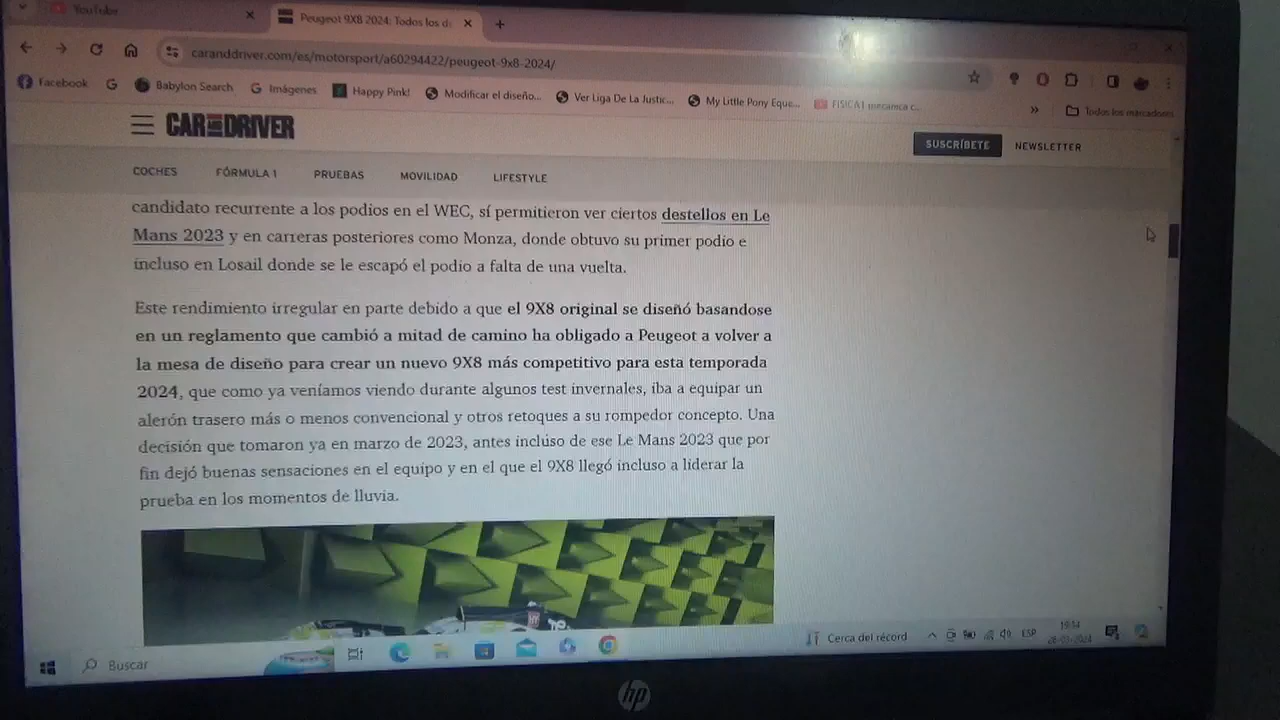 YouTube
Peugeot 9X8 2024: Todos los d
caranddriver.com/es/motorsport/a60294422/peugeot-9x8-2024/
Facebook
Babylon Search
Imágenes
Happy Pink!
Modificar el diseño...
Ver Liga De La Justic...
My Little Pony Eque...
FISICA I mecanica c...
Todos los marcadores
CAR AND DRIVER
SUSCRÍBETE
NEWSLETTER
COCHES
FÓRMULA 1
PRUEBAS
MOVILIDAD
LIFESTYLE
candidato recurrente a los podios en el WEC, sí permitieron ver ciertos destellos en Le
Mans 2023 y en carreras posteriores como Monza, donde obtuvo su primer podio e
incluso en Losail donde se le escapó el podio a falta de una vuelta.
Este rendimiento irregular en parte debido a que el 9X8 original se diseñó basandose
en un reglamento que cambió a mitad de camino ha obligado a Peugeot a volver a
la mesa de diseño para crear un nuevo 9X8 más competitivo para esta temporada
2024, que como ya veníamos viendo durante algunos test invernales, iba a equipar un
alerón trasero más o menos convencional y otros retoques a su rompedor concepto. Una
decisión que tomaron ya en marzo de 2023, antes incluso de ese Le Mans 2023 que por
fin dejó buenas sensaciones en el equipo y en el que el 9X8 llegó incluso a liderar la
prueba en los momentos de lluvia.
Buscar
Cerca del récord
ESP
19:14
28-03-2024
hp